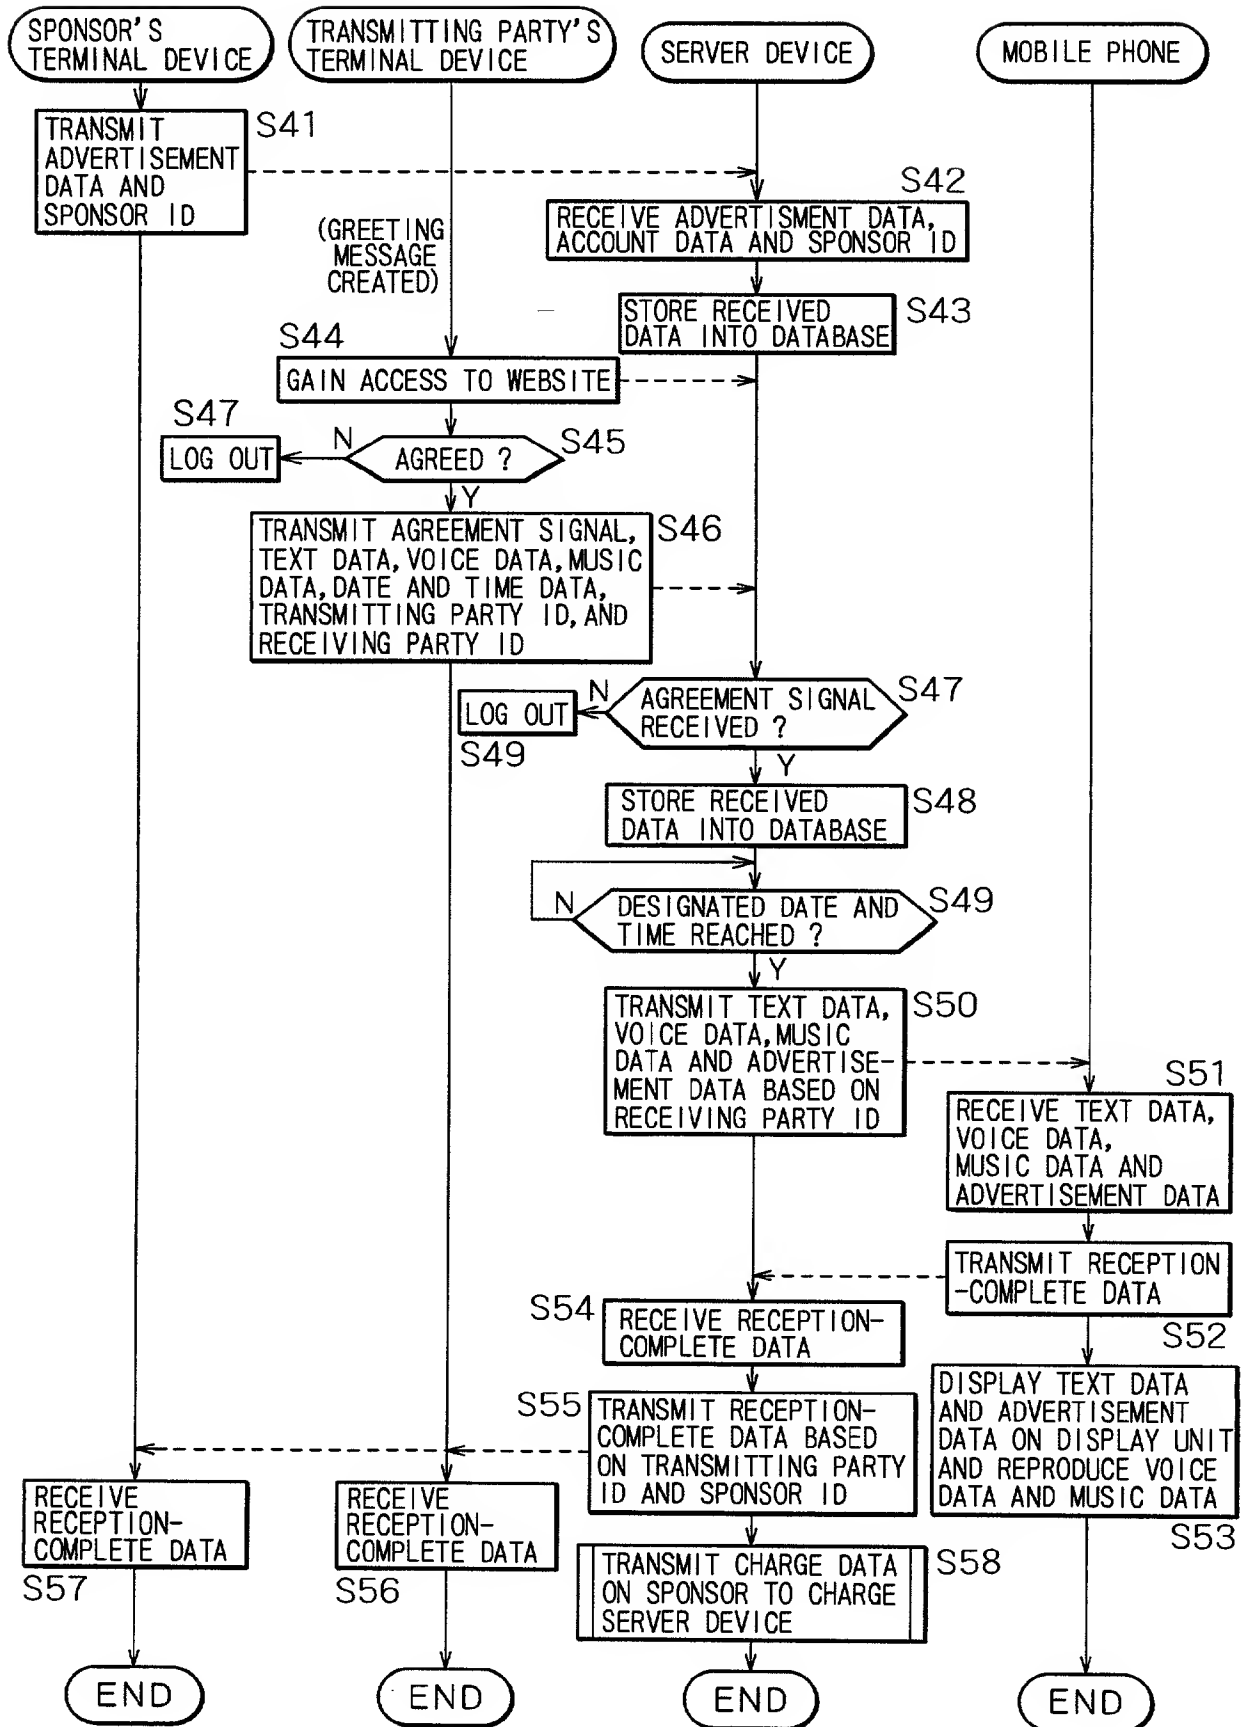 SPONSOR'S
TERMINAL DEVICE
TRANSMITTING PARTY'S
TERMINAL DEVICE
SERVER DEVICE
MOBILE PHONE
TRANSMIT
ADVERTISEMENT
DATA AND
SPONSOR ID
S41
S42
RECEIVE ADVERTISMENT DATA,
ACCOUNT DATA AND SPONSOR ID
(GREETING
MESSAGE
CREATED)
STORE RECEIVED
DATA INTO DATABASE
S43
S44
GAIN ACCESS TO WEBSITE
S47
LOG OUT
N
AGREED ?
S45
Y
TRANSMIT AGREEMENT SIGNAL,
TEXT DATA, VOICE DATA, MUSIC
DATA, DATE AND TIME DATA,
TRANSMITTING PARTY ID, AND
RECEIVING PARTY ID
S46
LOG OUT
S49
N
AGREEMENT SIGNAL
RECEIVED ?
S47
Y
STORE RECEIVED
DATA INTO DATABASE
S48
N
DESIGNATED DATE AND
TIME REACHED ?
S49
Y
TRANSMIT TEXT DATA,
VOICE DATA, MUSIC
DATA AND ADVERTISE-
MENT DATA BASED ON
RECEIVING PARTY ID
S50
S51
RECEIVE TEXT DATA,
VOICE DATA,
MUSIC DATA AND
ADVERTISEMENT DATA
TRANSMIT RECEPTION
-COMPLETE DATA
S52
S54
RECEIVE RECEPTION-
COMPLETE DATA
S55
TRANSMIT RECEPTION-
COMPLETE DATA BASED
ON TRANSMITTING PARTY
ID AND SPONSOR ID
DISPLAY TEXT DATA
AND ADVERTISEMENT
DATA ON DISPLAY UNIT
AND REPRODUCE VOICE
DATA AND MUSIC DATA
S53
RECEIVE
RECEPTION-
COMPLETE DATA
S57
RECEIVE
RECEPTION-
COMPLETE DATA
S56
TRANSMIT CHARGE DATA
ON SPONSOR TO CHARGE
SERVER DEVICE
S58
END
END
END
END